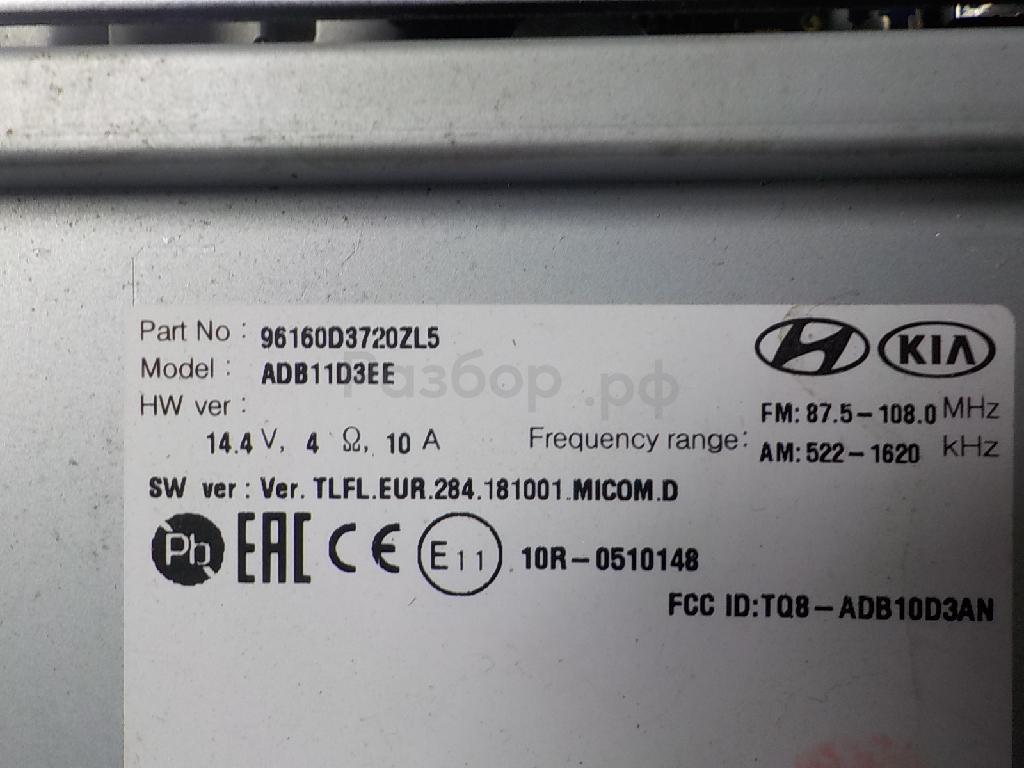 Part No : 96160D3720ZL5
Model : ADB11D3EE
HW ver :
14.4 V, 4 Ω, 10 A
KIA
Frequency range:
FM: 87.5-108.0 MHz
AM: 522-1620 kHz
SW ver : Ver. TLFL.EUR.284.181001.MICOM.D
Pb EAC CE E11 10R-0510148
FCC ID:TQ8-ADB10D3AN
Разбор.рф